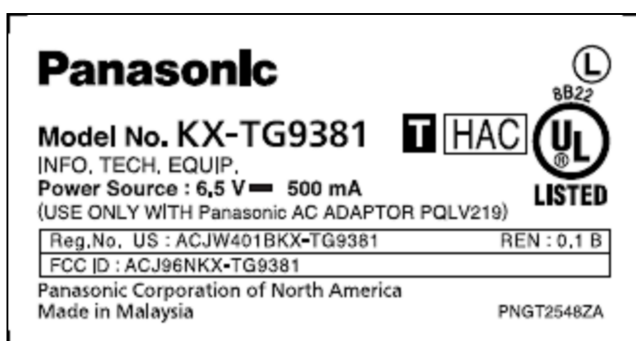 Panasonic
L
8B22
Model No. KX-TG9381 T HAC UL ®
INFO. TECH. EQUIP.
Power Source : 6.5 V 500 mA
LISTED
(USE ONLY WITH Panasonic AC ADAPTOR PQLV219)
Reg.No. US : ACJW401BKX-TG9381 REN : 0.1 B
FCC ID : ACJ96NKX-TG9381
Panasonic Corporation of North America
Made in Malaysia PNGT2548ZA